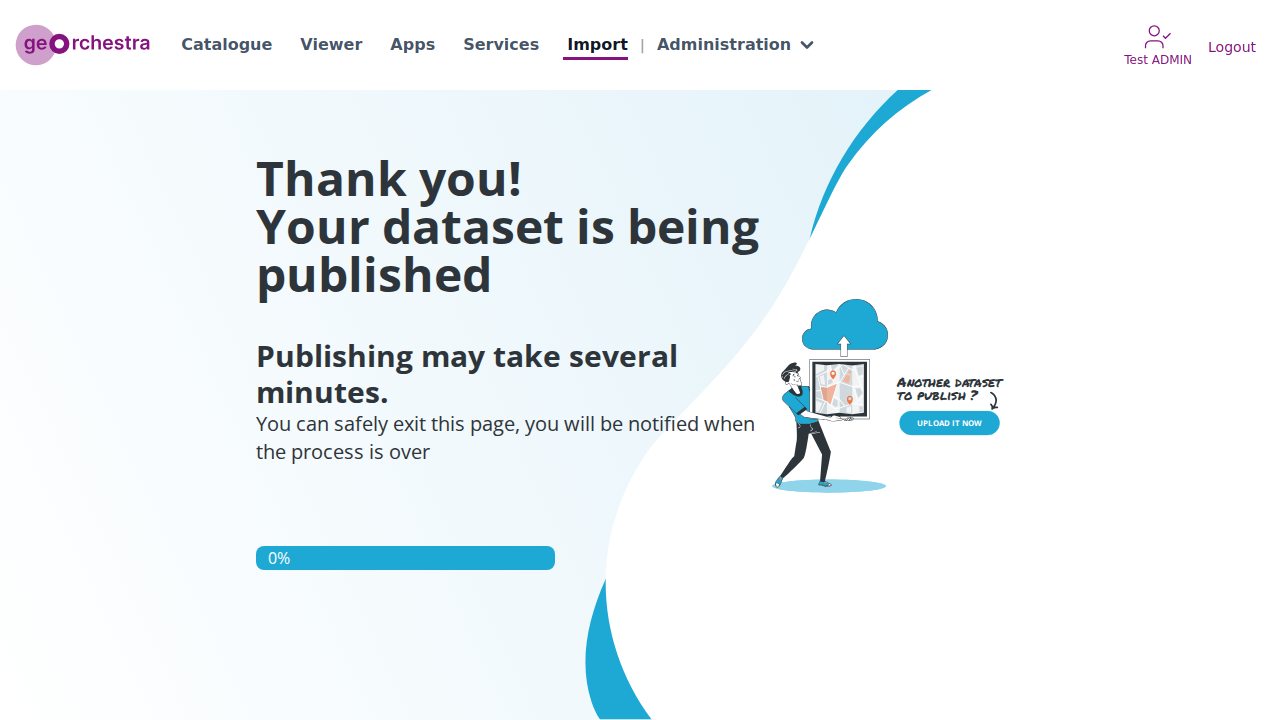 georchestra
Catalogue
Viewer
Apps
Services
Import
|
Administration
Test ADMIN
Logout
Thank you!
Your dataset is being
published
Publishing may take several
minutes.
You can safely exit this page, you will be notified when
the process is over
0%
Another dataset
to publish ?
UPLOAD IT NOW